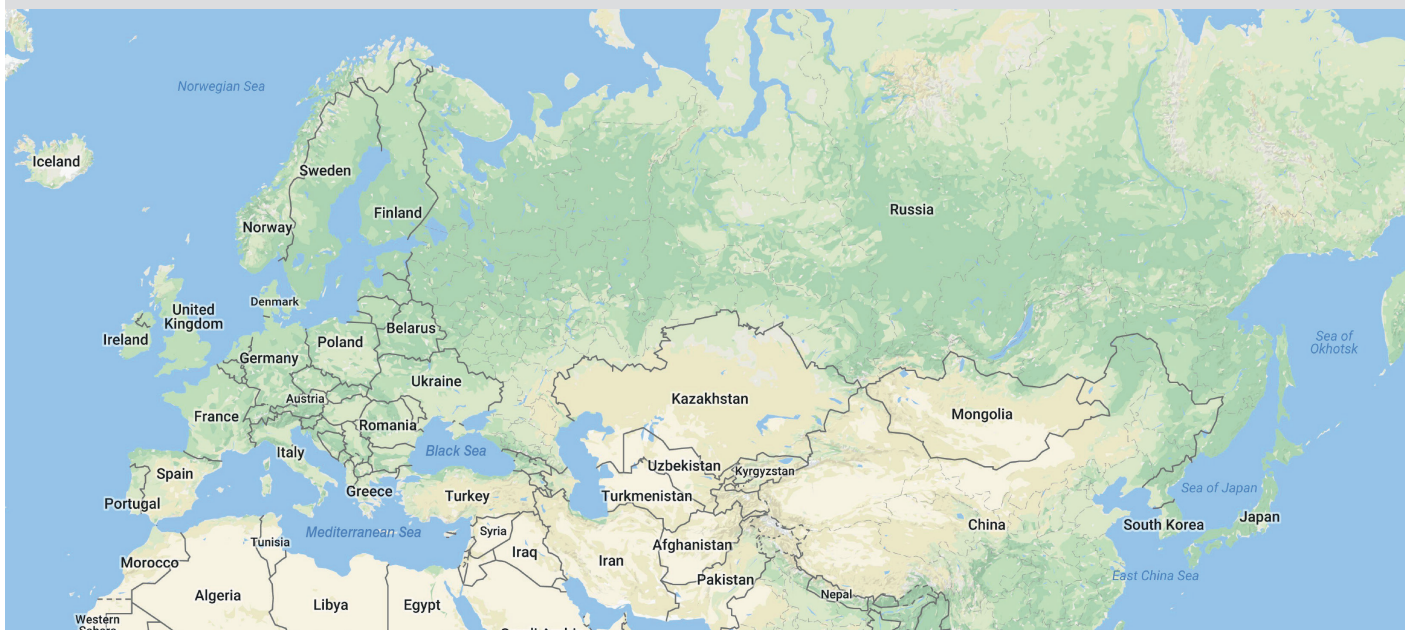 Norwegian Sea
Iceland
Sweden
Finland
Norway
Russia
Denmark
United
Kingdom
Ireland
Belarus
Poland
Germany
Sea of
Okhotsk
Ukraine
Austria
Kazakhstan
France
Mongolia
Romania
Italy
Black Sea
Uzbekistan
Kyrgyzstan
Spain
Portugal
Greece
Turkey
Turkmenistan
Sea of Japan
Japan
China
South Korea
Mediterranean Sea
Syria
Tunisia
Iraq
Afghanistan
Iran
Morocco
Pakistan
East China Sea
Algeria
Libya
Egypt
Nepal
Western